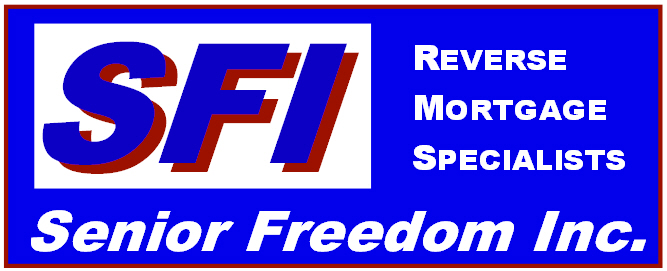 SFI
REVERSE
MORTGAGE
SPECIALISTS
Senior Freedom Inc.